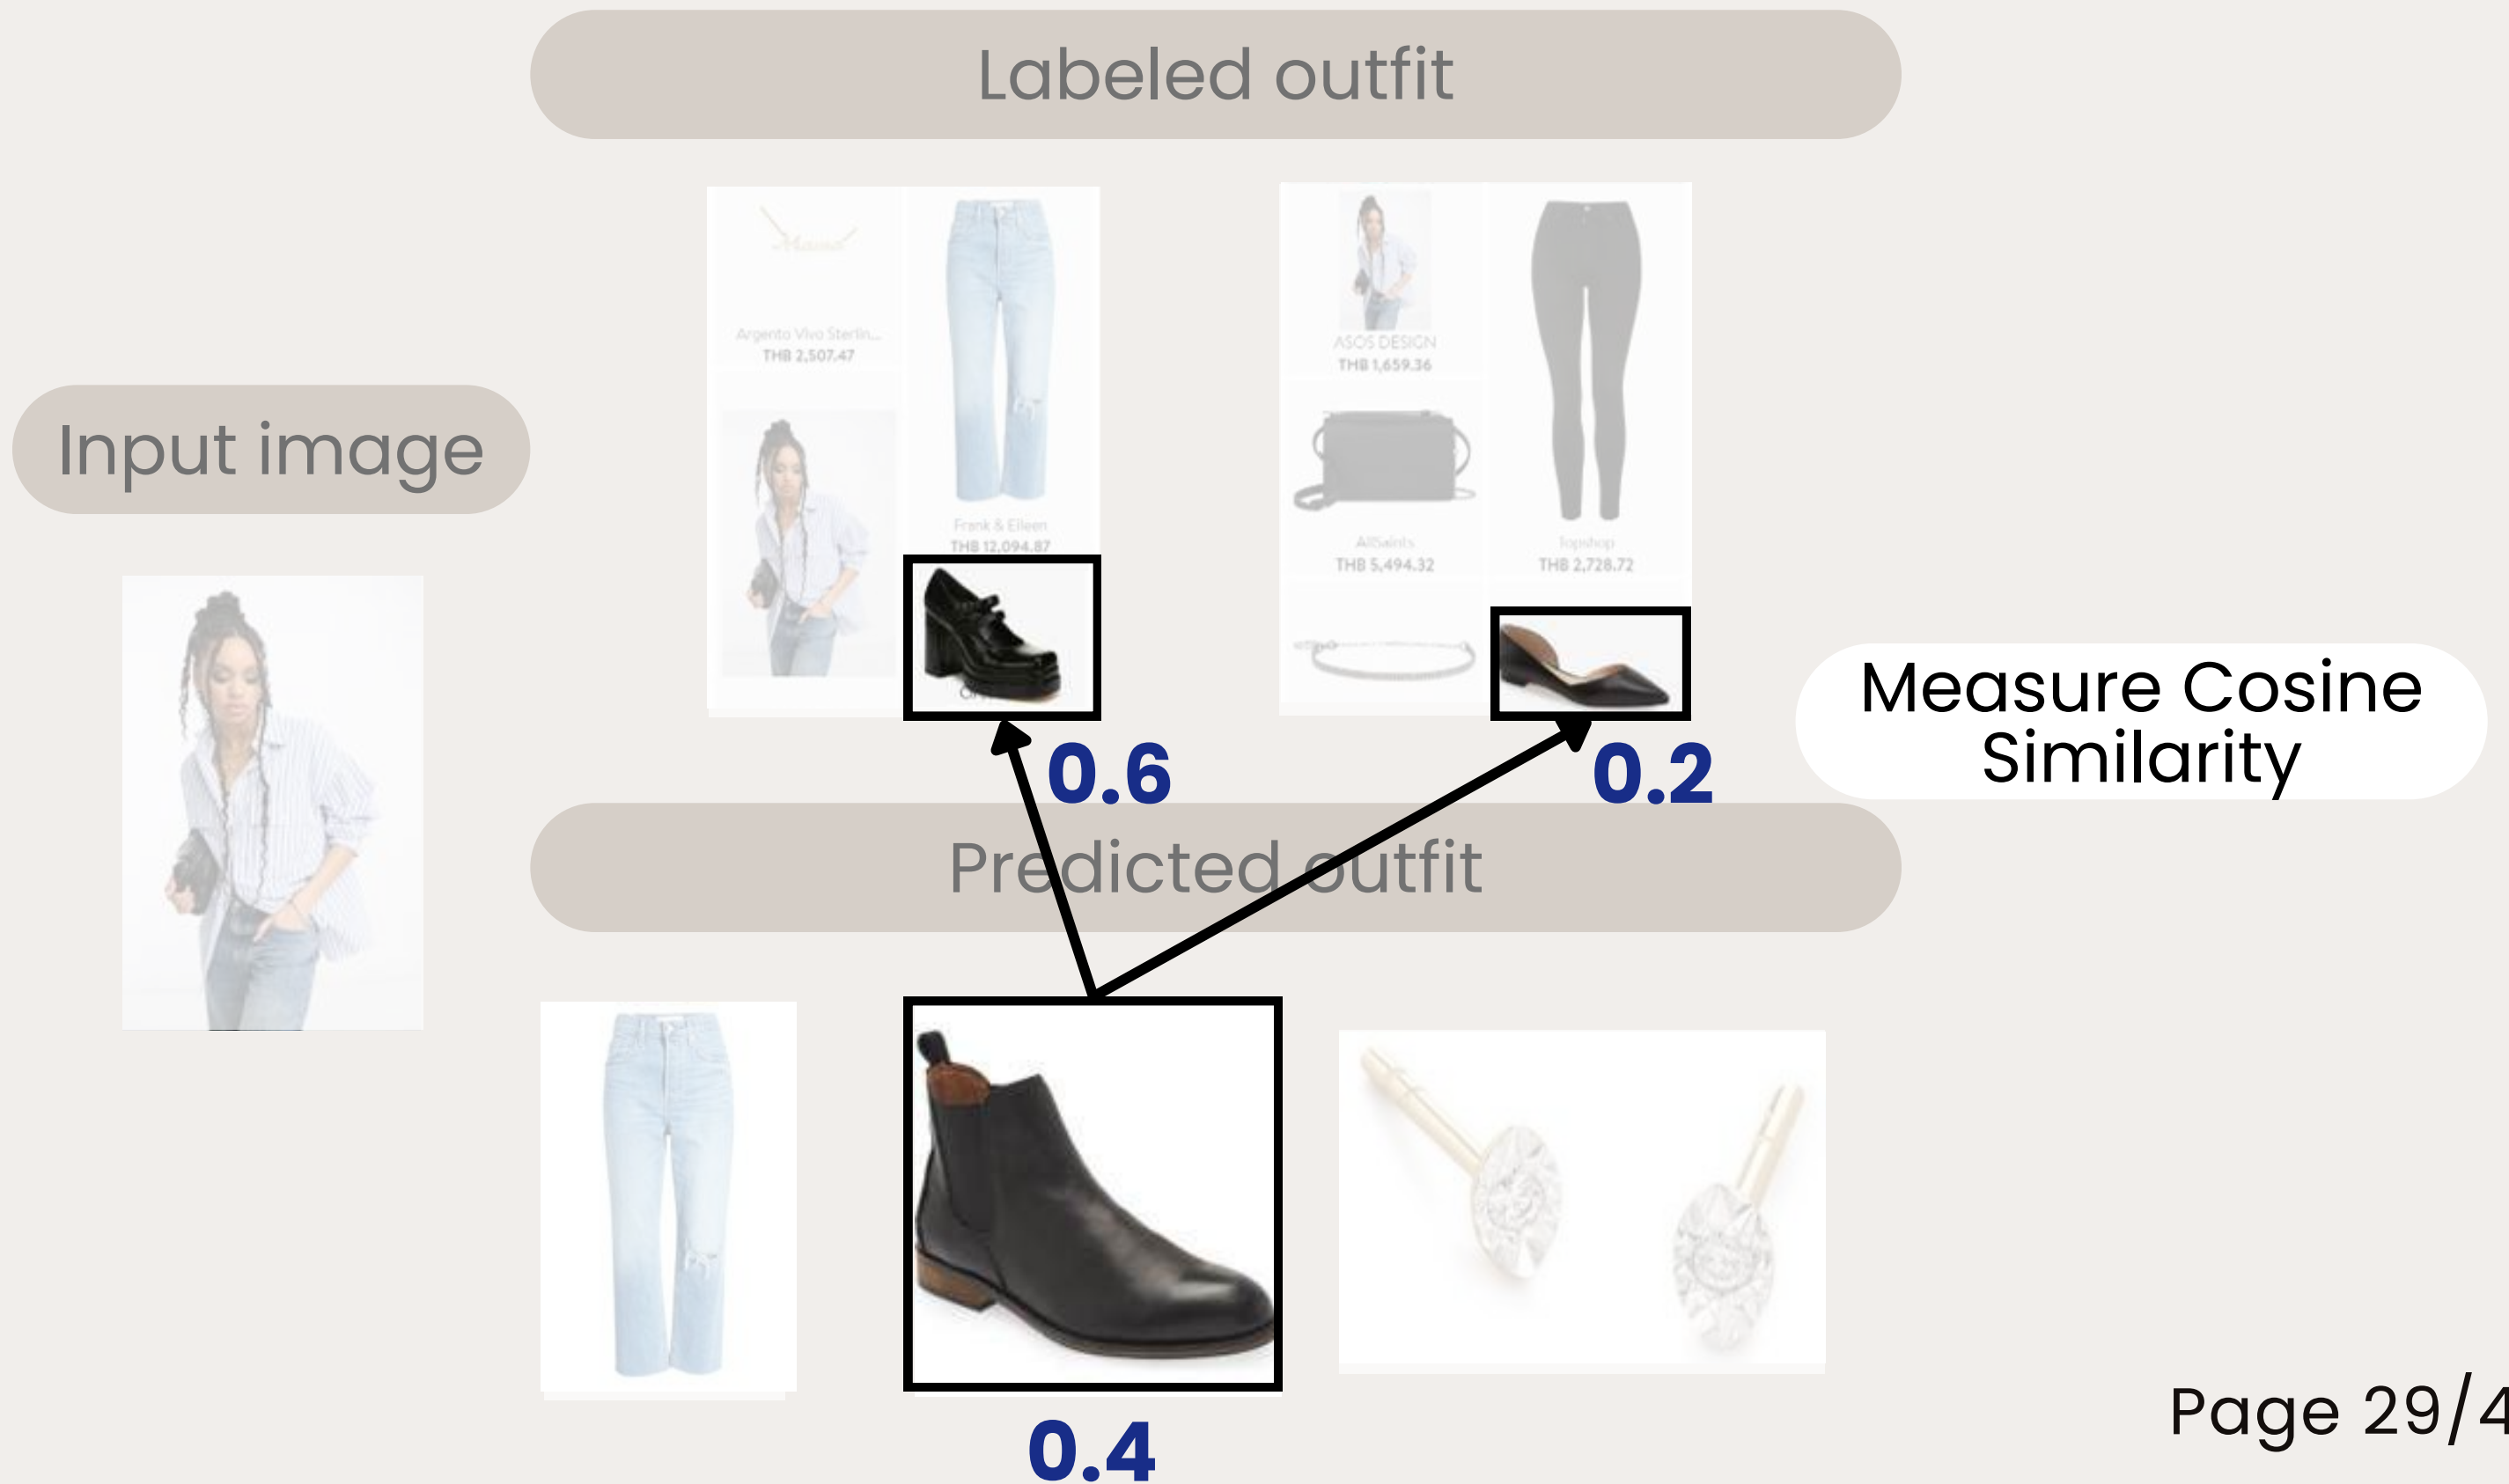 Labeled outfit
Input image
Mama
Argento Vivo Sterlin...
THB 2,507.47
Frank & Eileen
THB 12,094.87
ASOS DESIGN
THB 1,659.36
AllSaints
THB 5,494.32
Topshop
THB 2,728.72
0.6
0.2
Measure Cosine
Similarity
Predicted outfit
0.4
Page 29/4